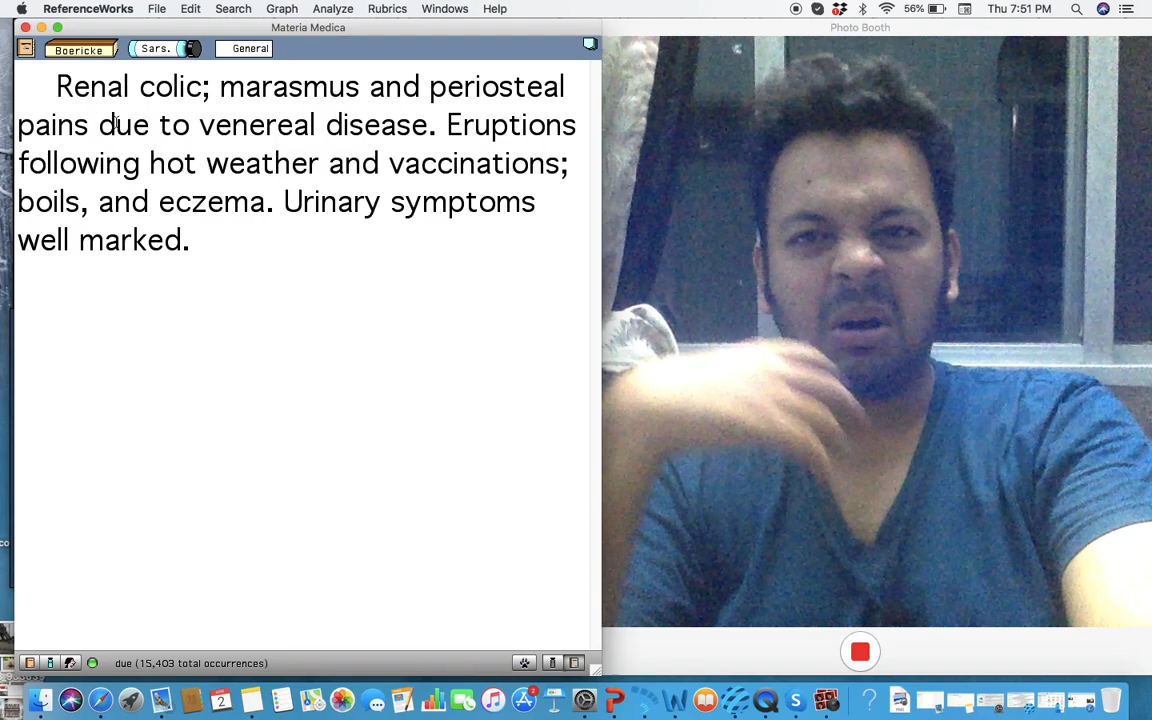 ReferenceWorks File Edit Search Graph Analyze Rubrics Windows Help 56% Thu 7:51 PM
Materia Medica
Photo Booth
Boericke Sars. General
Renal colic; marasmus and periosteal
pains due to venereal disease. Eruptions
following hot weather and vaccinations;
boils, and eczema. Urinary symptoms
well marked.
due (15,403 total occurrences)